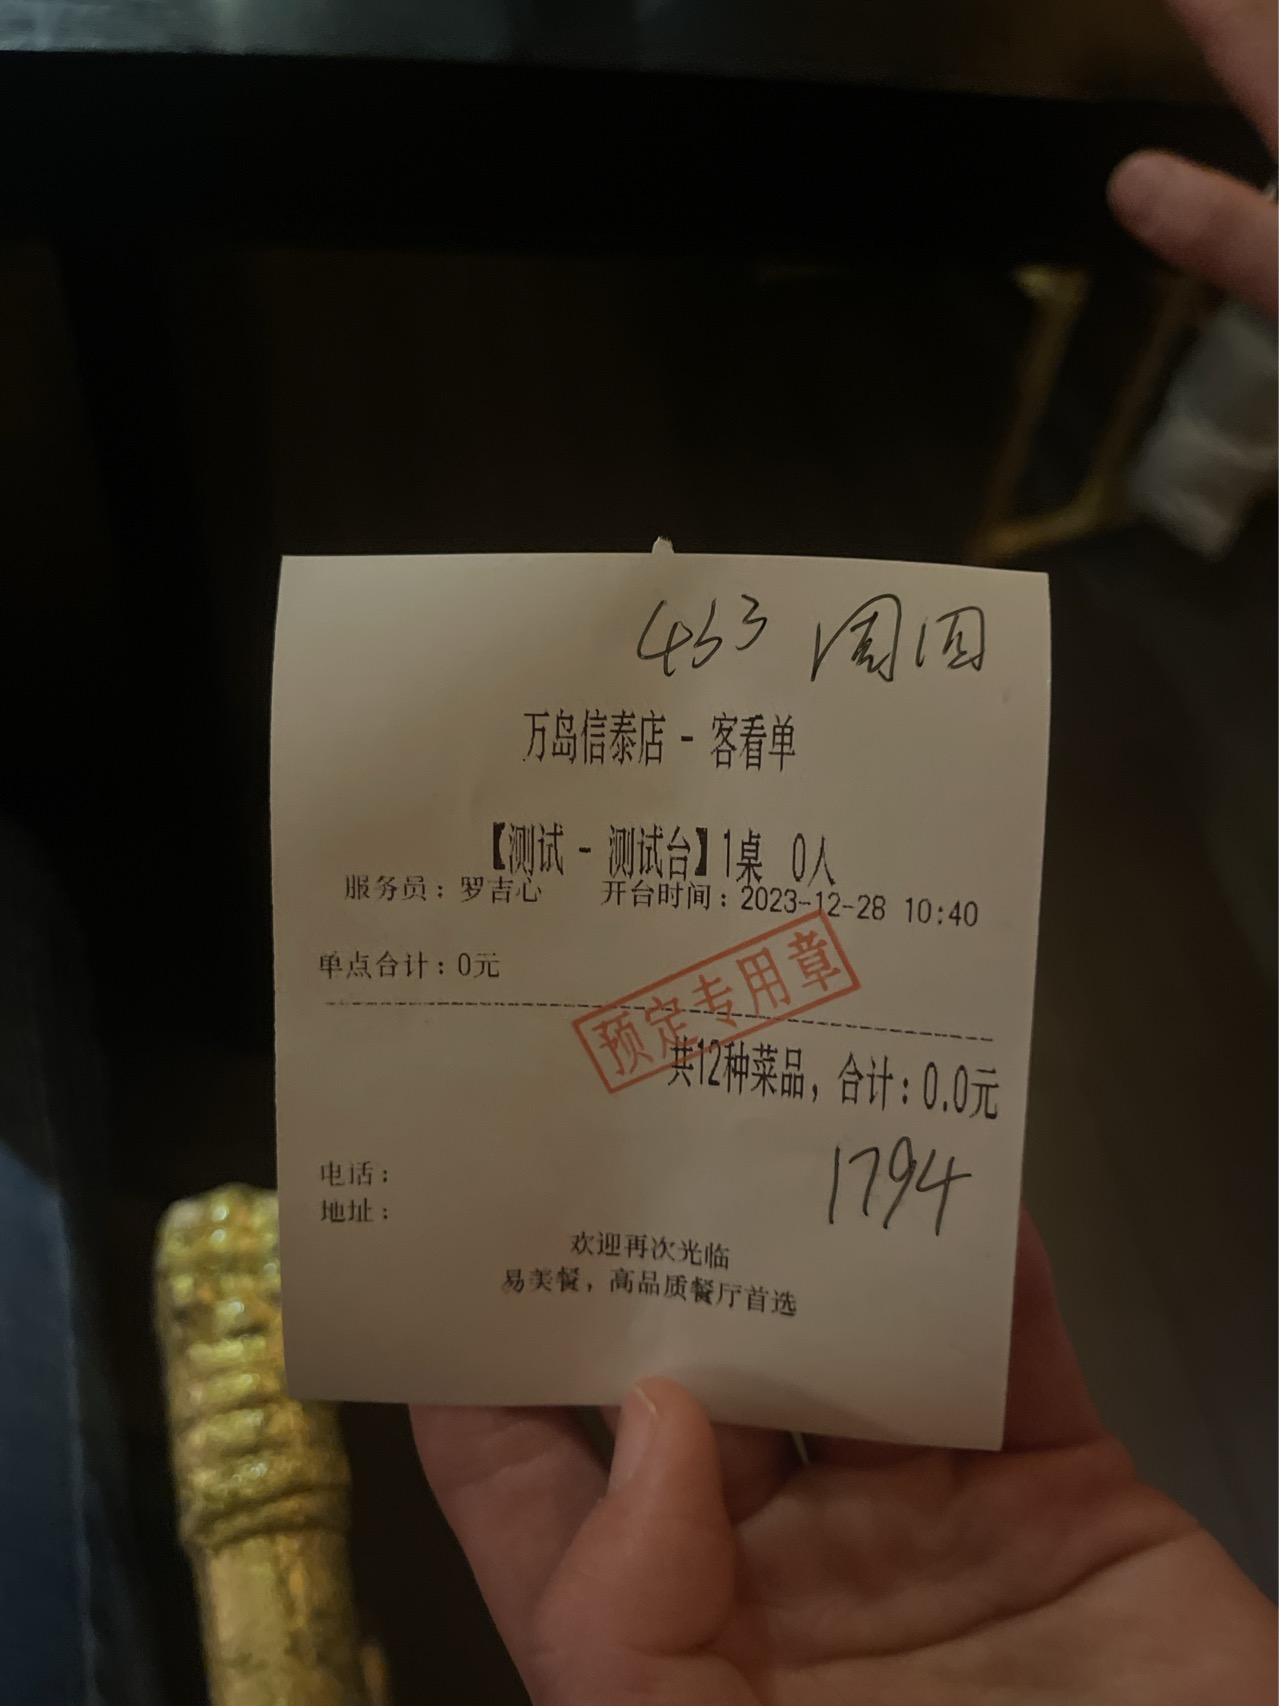 453 周囙
万岛信泰店 - 客看单
【测试 - 测试台】1桌 0人
服务员：罗吉心 开台时间：2023-12-28 10:40
单点合计：0元
预定专用章
共12种菜品，合计：0.0元
1794
电话：
地址：
欢迎再次光临
易美餐，高品质餐厅首选